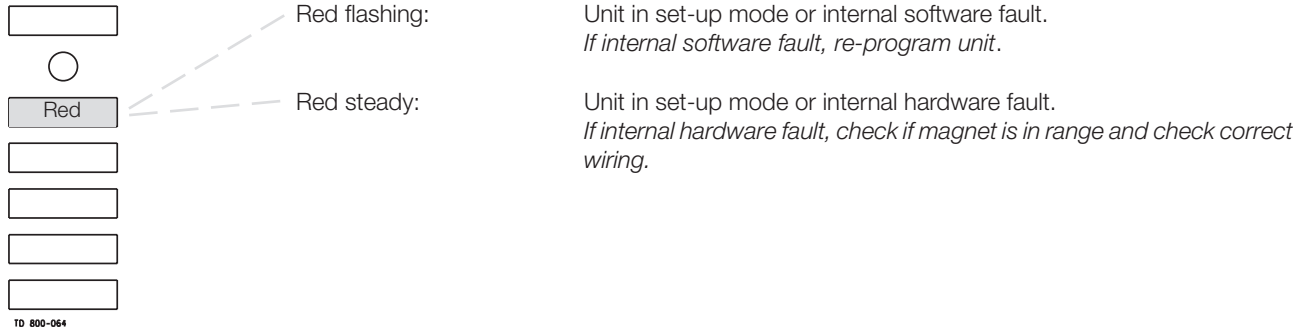 Red flashing:
Unit in set-up mode or internal software fault.
If internal software fault, re-program unit.
Red
Red steady:
Unit in set-up mode or internal hardware fault.
If internal hardware fault, check if magnet is in range and check correct
wiring.
TD 800-064